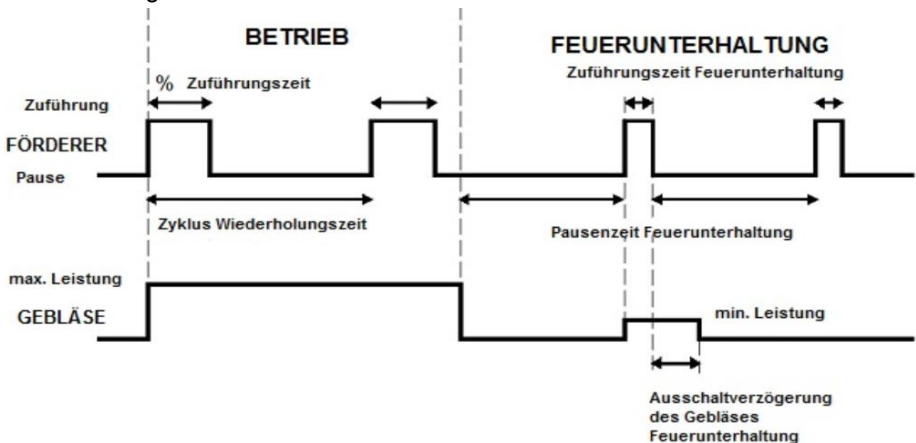 BETRIEB
FEUERUNTERHALTUNG
% Zuführungszeit
Zuführungszeit Feuerunterhaltung
Zuführung
FÖRDERER
Pause
Zyklus Wiederholungszeit
Pausenzeit Feuerunterhaltung
max. Leistung
GEBLÄSE
min. Leistung
Ausschaltverzögerung
des Gebläses
Feuerunterhaltung